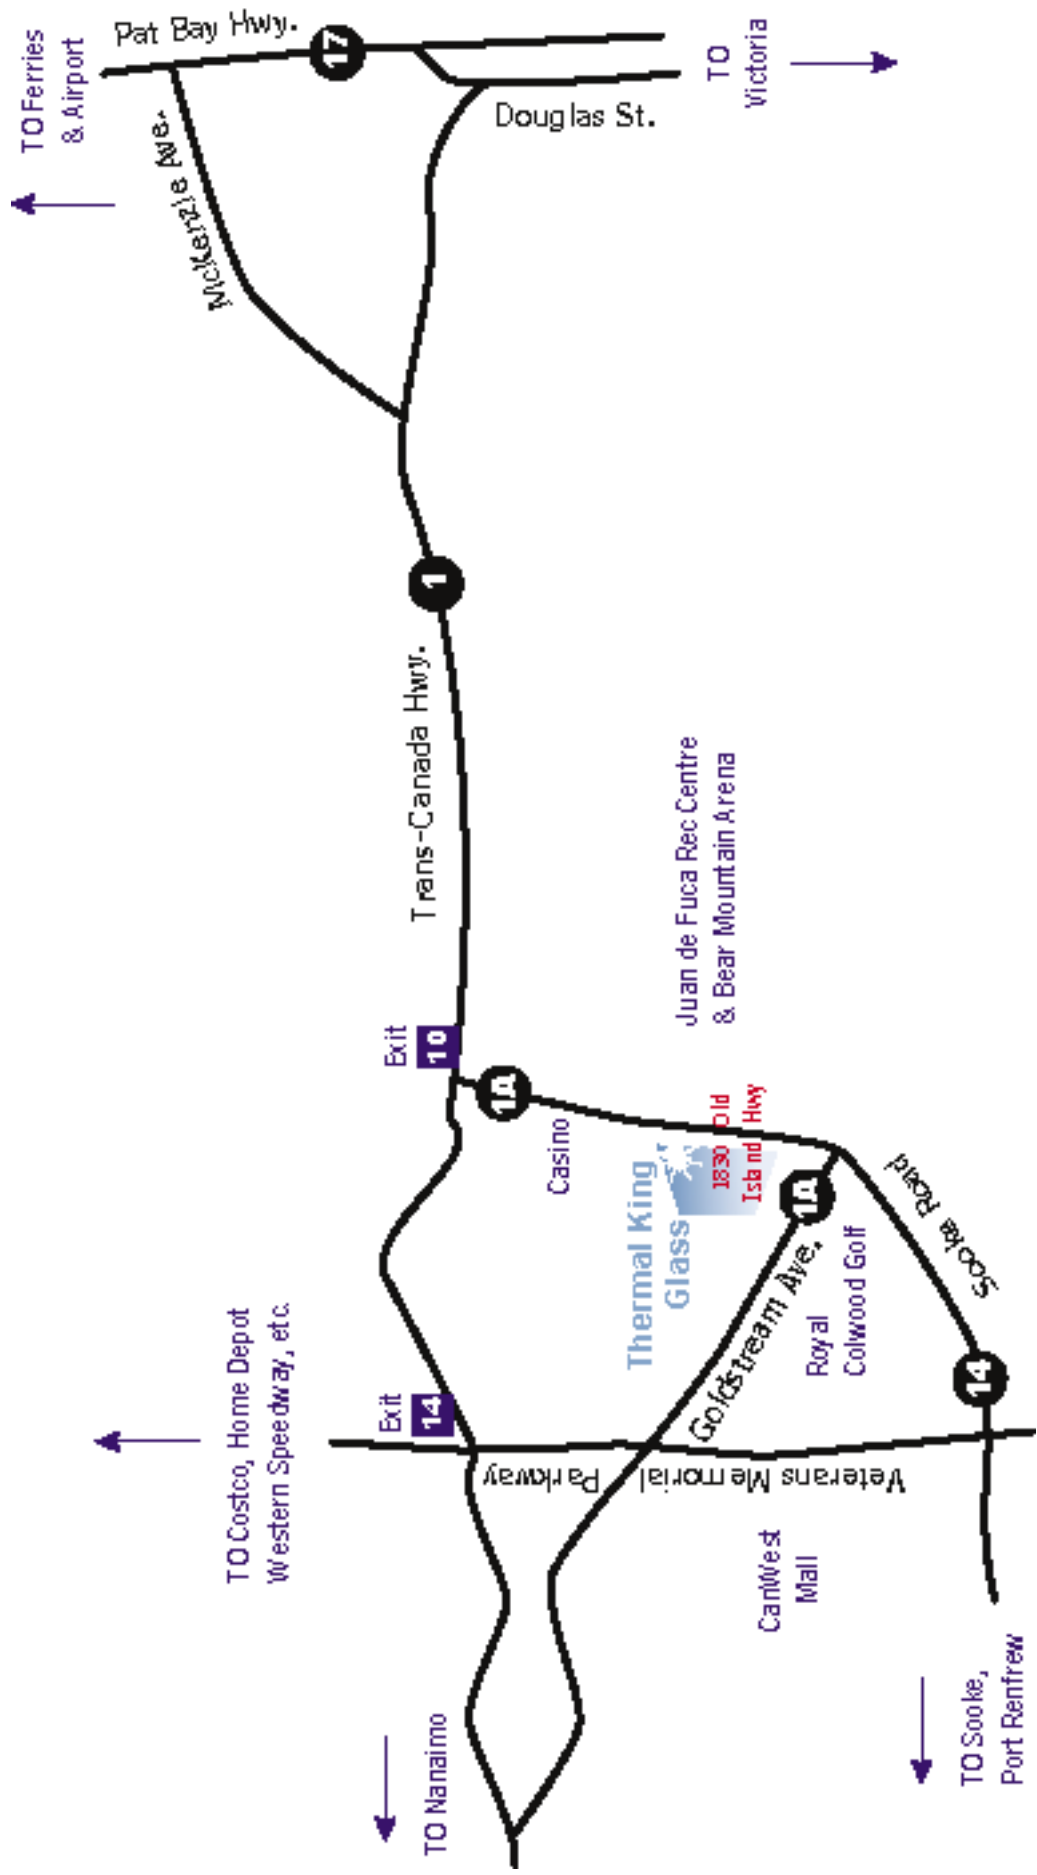 TO Ferries
& Airport
Pat Bay Hwy.
17
McKenzie Ave.
Douglas St.
TO
Victoria
1
Trans-Canada Hwy.
Exit
10
1A
Casino
Juan de Fuca Rec Centre
& Bear Mountain Arena
Thermal King
Glass
1830 Old
Island Hwy
1A
Goldstream Ave.
Royal
Colwood Golf
Sooke Road
14
TO Costco, Home Depot
Western Speedway, etc.
Exit
14
Veterans Memorial
Parkway
CanWest
Mall
TO Nanaimo
TO Sooke,
Port Renfrew